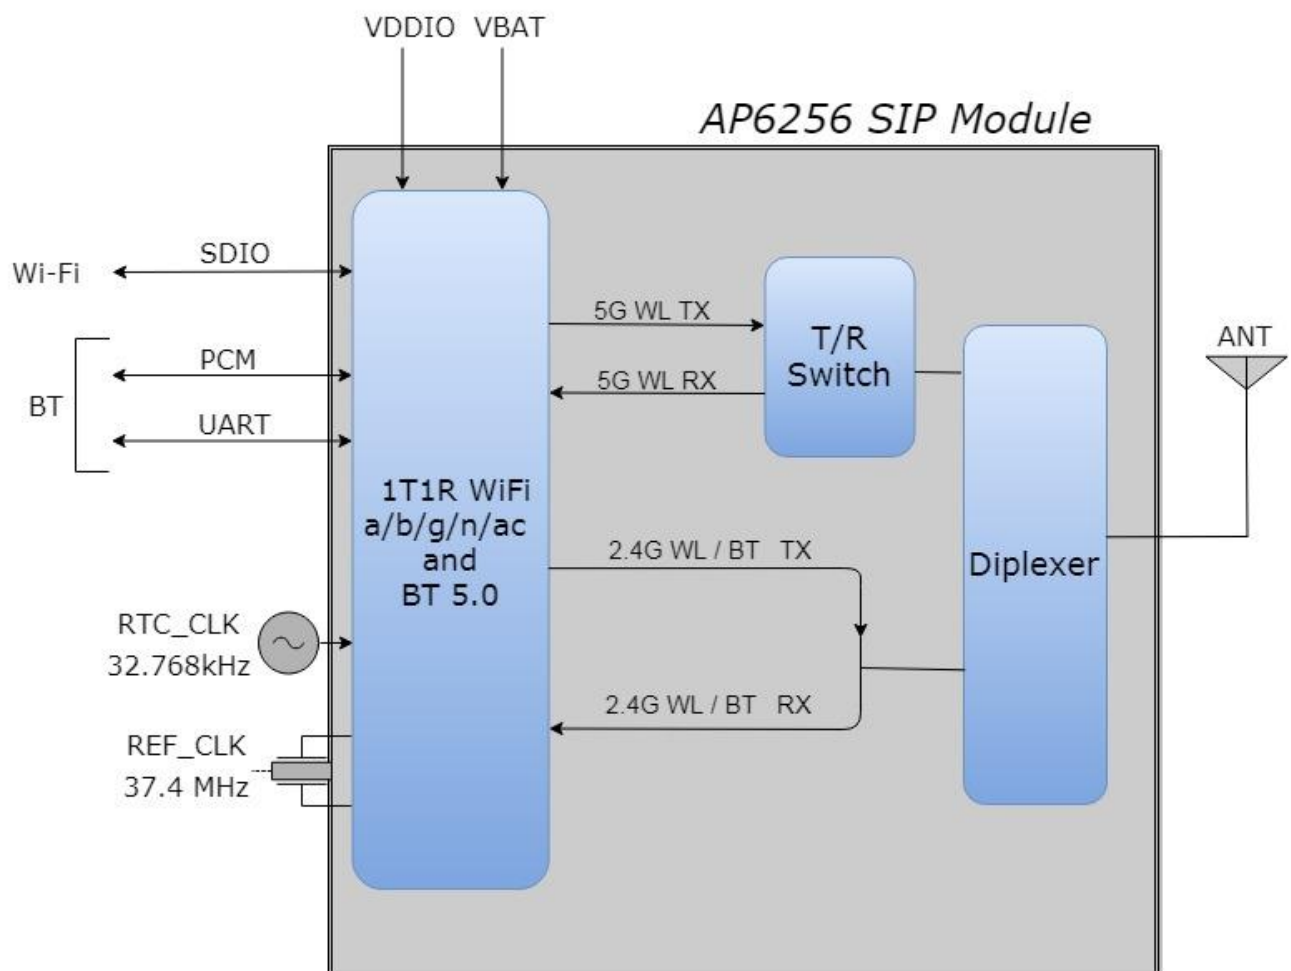 VDDIO VBAT
AP6256 SIP Module
Wi-Fi
SDIO
BT
PCM
UART
RTC_CLK
32.768kHz
REF_CLK
37.4 MHz
1T1R WiFi
a/b/g/n/ac
and
BT 5.0
5G WL TX
5G WL RX
T/R
Switch
2.4G WL / BT TX
2.4G WL / BT RX
Diplexer
ANT